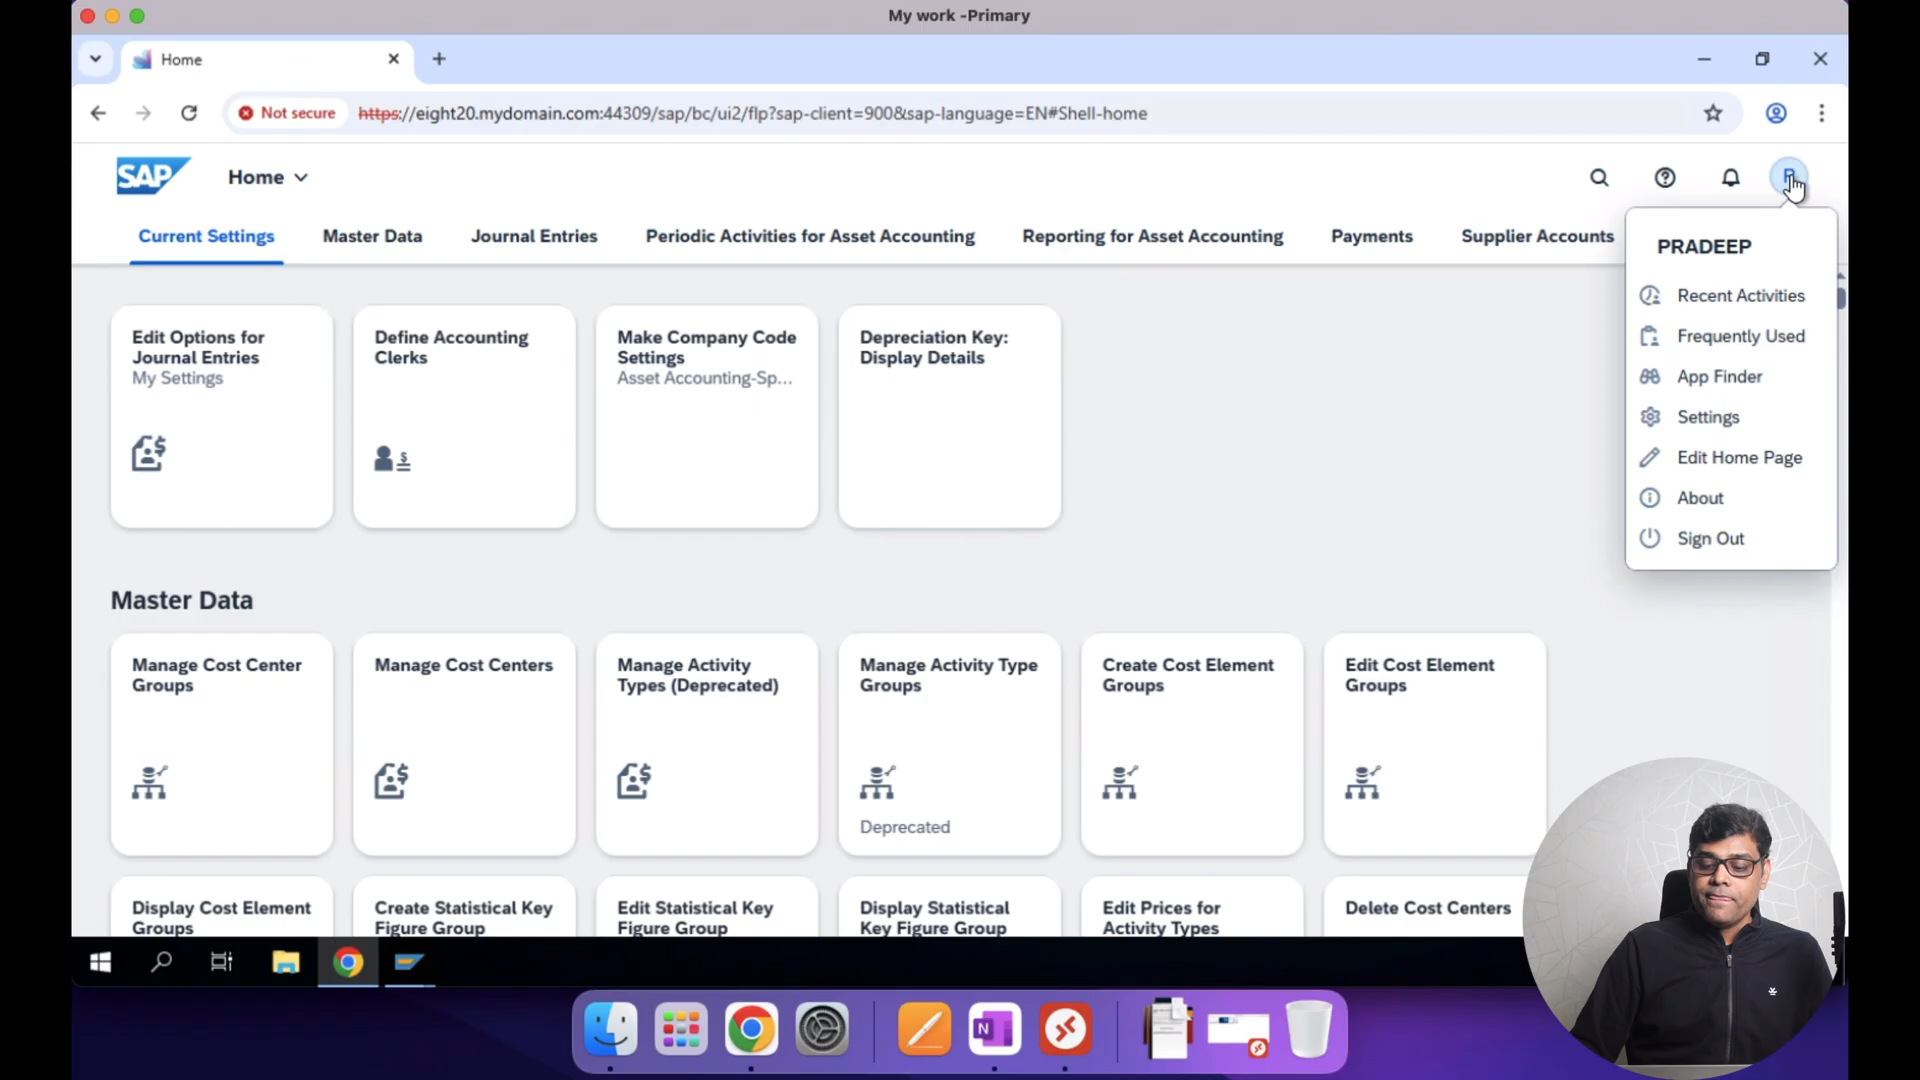 My work -Primary
Home
Not secure
https://eight20.mydomain.com:44309/sap/bc/ui2/flp?sap-client=900&sap-language=EN#Shell-home
SAP
Home
Current Settings
Master Data
Journal Entries
Periodic Activities for Asset Accounting
Reporting for Asset Accounting
Payments
Supplier Accounts
PRADEEP
Recent Activities
Frequently Used
App Finder
Settings
Edit Home Page
About
Sign Out
Edit Options for
Journal Entries
My Settings
Define Accounting
Clerks
Make Company Code
Settings
Asset Accounting-Sp...
Depreciation Key:
Display Details
Master Data
Manage Cost Center
Groups
Manage Cost Centers
Manage Activity
Types (Deprecated)
Manage Activity Type
Groups
Deprecated
Create Cost Element
Groups
Edit Cost Element
Groups
Display Cost Element
Groups
Create Statistical Key
Figure Group
Edit Statistical Key
Figure Group
Display Statistical
Key Figure Group
Edit Prices for
Activity Types
Delete Cost Centers
N